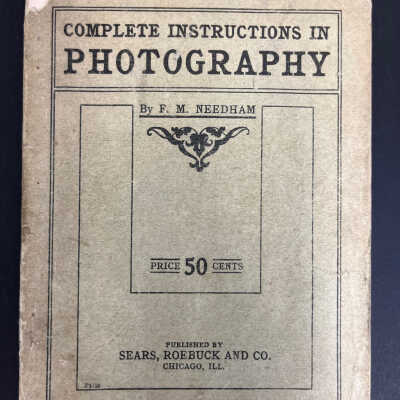 COMPLETE INSTRUCTIONS IN
PHOTOGRAPHY
By F. M. NEEDHAM
PRICE 50 CENTS
PUBLISHED BY
SEARS, ROEBUCK AND CO.
CHICAGO, ILL.